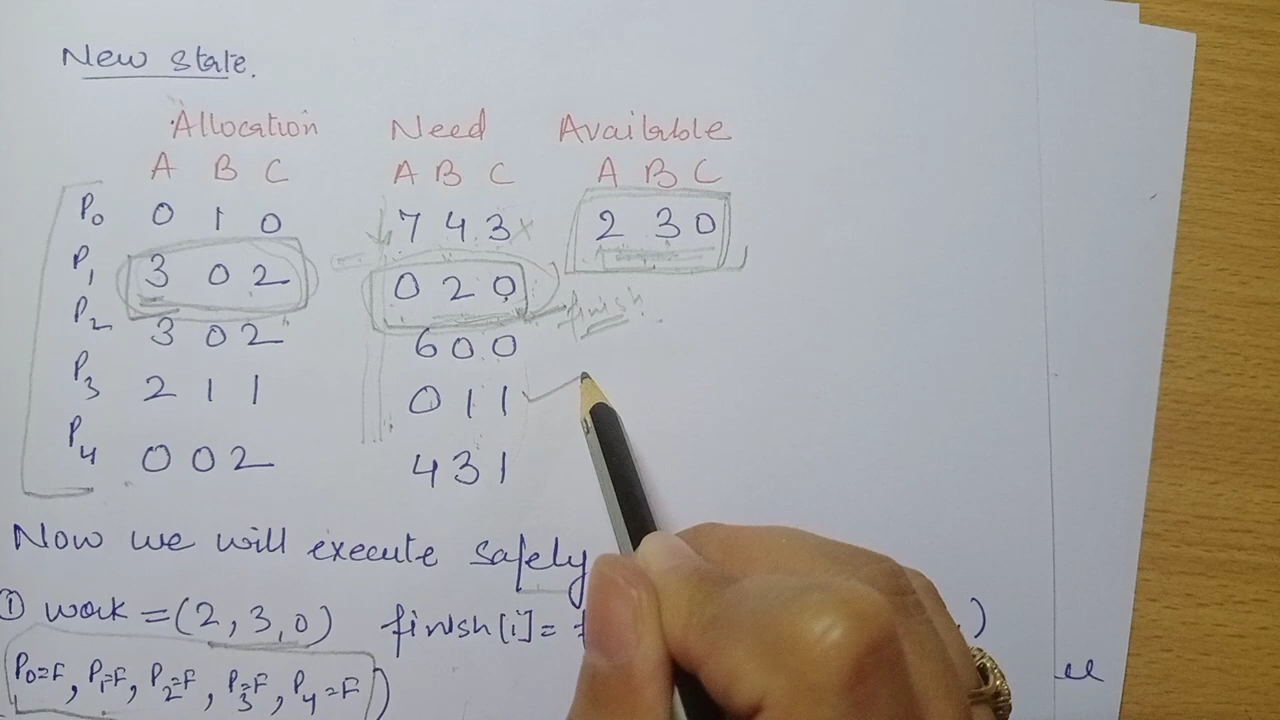 New state.
Allocation Need Available
A B C A B C A B C
P0 0 1 0 7 4 3 x 2 3 0
P1 3 0 2 0 2 0 finish
P2 3 0 2 6 0 0
P3 2 1 1 0 1 1
P4 0 0 2 4 3 1
Now we will execute safely
① work = (2, 3, 0) finish[i] = )
P0=F, P1=F, P2=F, P3=F, P4=F)